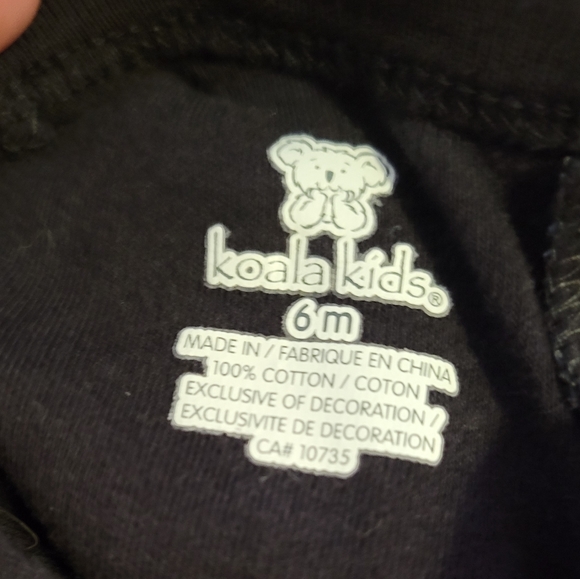 koala kids®
6m
MADE IN / FABRIQUE EN CHINA
100% COTTON / COTON
EXCLUSIVE OF DECORATION /
EXCLUSIVITE DE DECORATION
CA# 10735